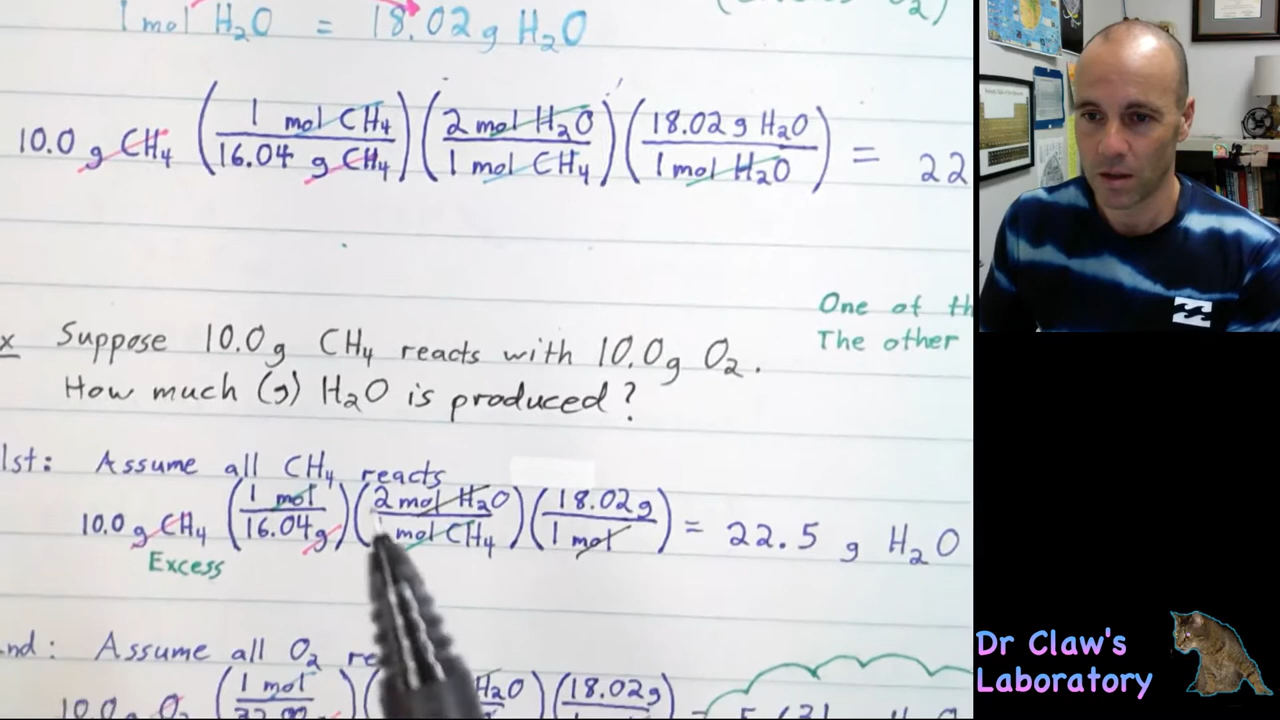 1 mol H₂O = 18.02 g H₂O
10.0 g CH₄ (1 mol CH₄ / 16.04 g CH₄) (2 mol H₂O / 1 mol CH₄) (18.02 g H₂O / 1 mol H₂O) = 22
One of th
x Suppose 10.0 g CH₄ reacts with 10.0 g O₂.
The other
How much (g) H₂O is produced?
1st: Assume all CH₄ reacts
10.0 g CH₄ (1 mol / 16.04 g) (2 mol H₂O / mol CH₄) (18.02 g / 1 mol) = 22.5 g H₂O
Excess
nd: Assume all O₂ re
10.0 g O₂ (1 mol / 32.00) ( H₂O) (18.02 g
Dr Claw's
Laboratory